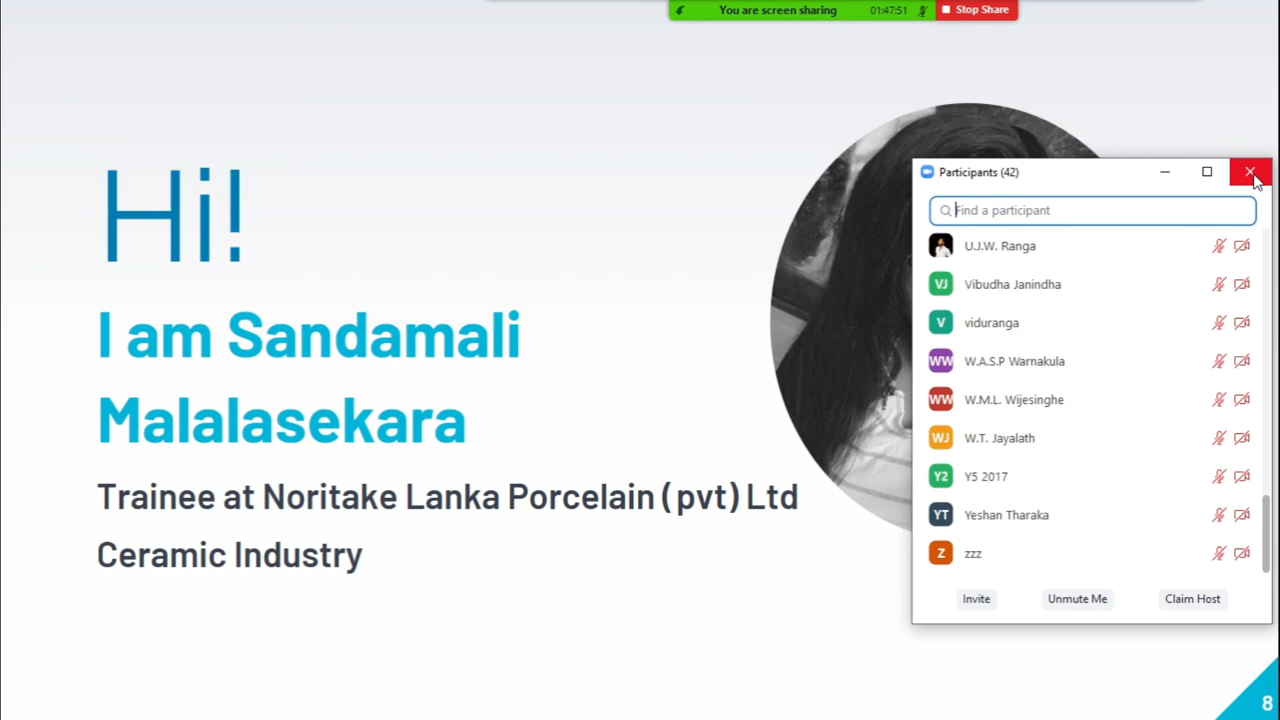 You are screen sharing 01:47:51 Stop Share
Hi!
I am Sandamali
Malalasekara
Trainee at Noritake Lanka Porcelain (pvt) Ltd
Ceramic Industry
Participants (42)
Find a participant
U.J.W. Ranga
VJ Vibudha Janindha
V viduranga
WW W.A.S.P Warnakula
WW W.M.L. Wijesinghe
WJ W.T. Jayalath
Y2 Y5 2017
YT Yeshan Tharaka
Z zzz
Invite Unmute Me Claim Host
8